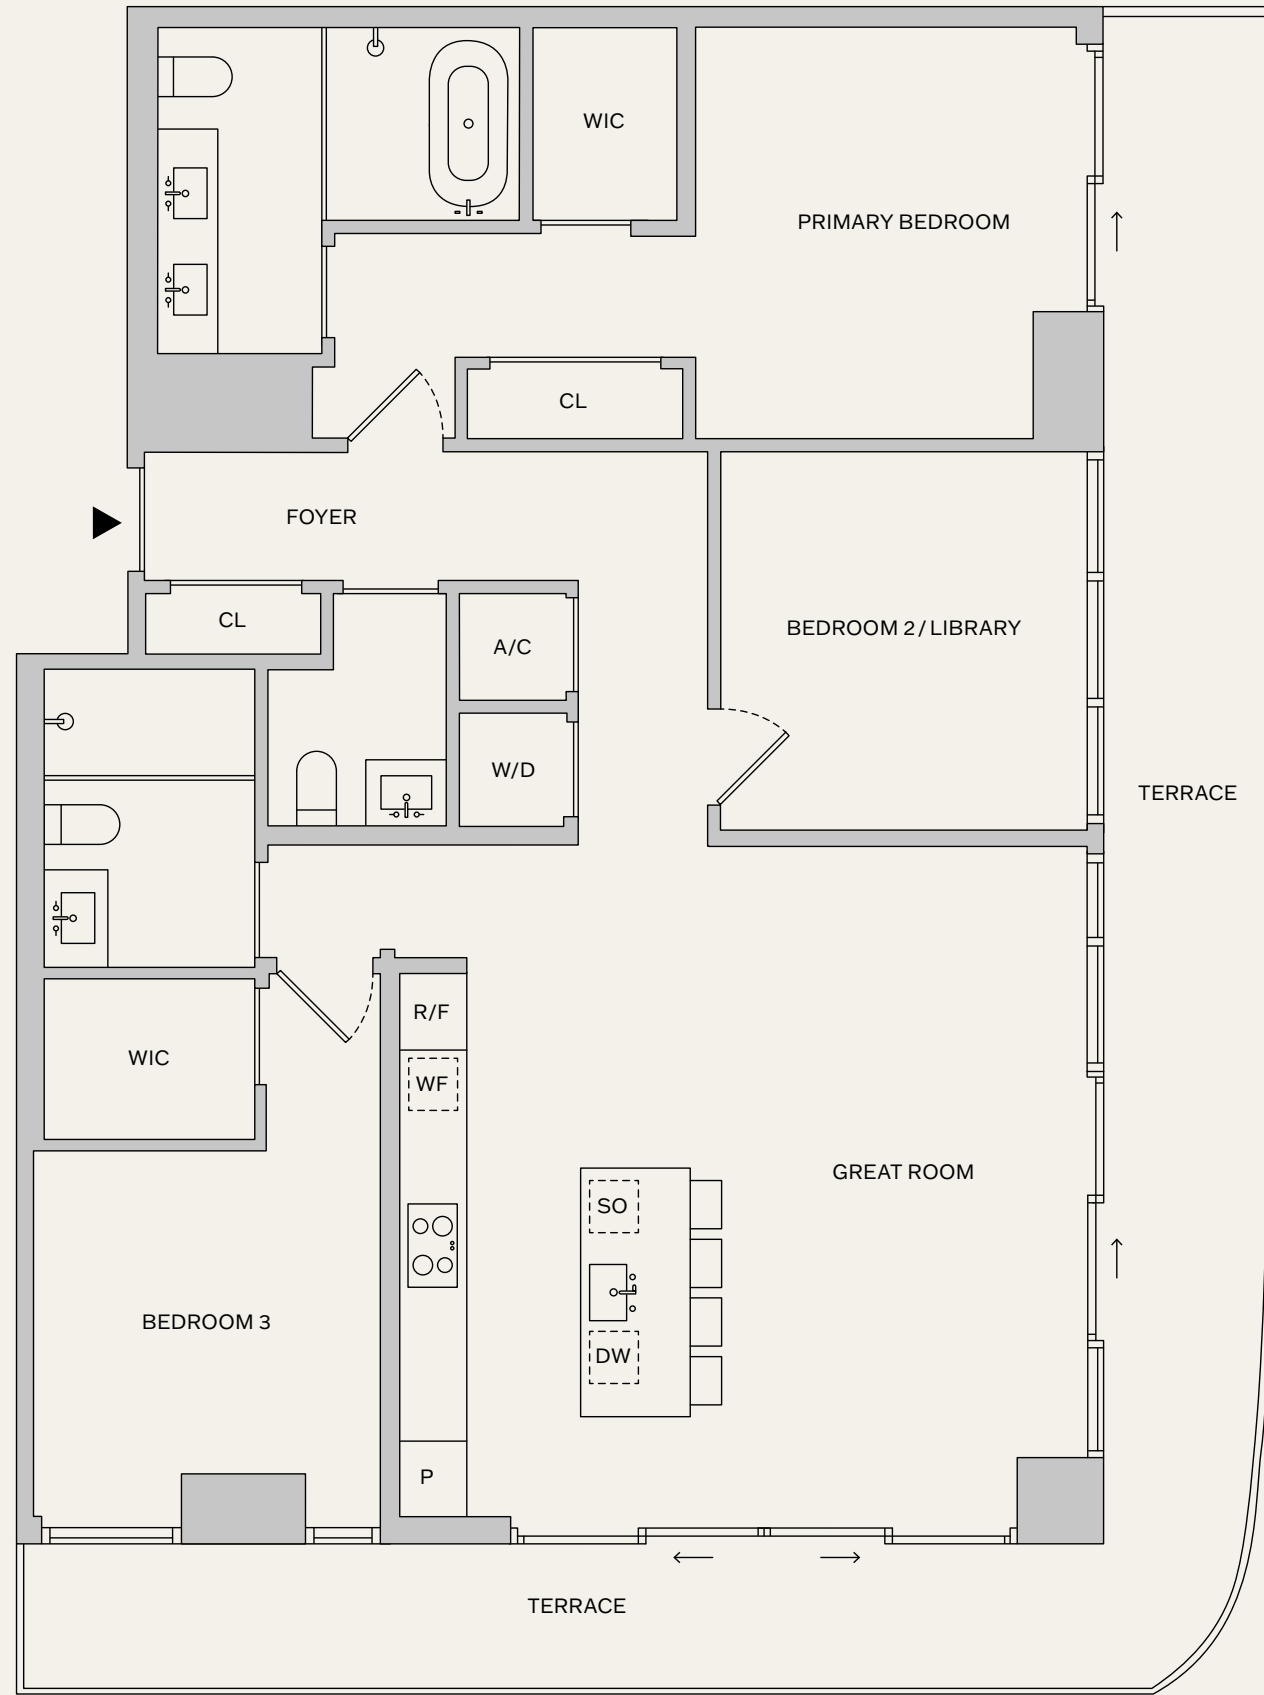 WIC
PRIMARY BEDROOM
CL
FOYER
CL
A/C
BEDROOM 2 / LIBRARY
W/D
TERRACE
R/F
WIC
WF
GREAT ROOM
SO
BEDROOM 3
DW
P
TERRACE